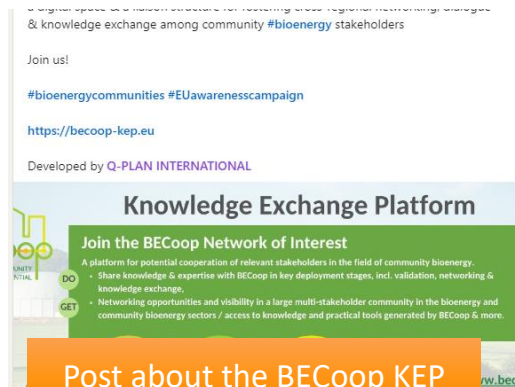 a digital space & a liaison structure for fostering cross-regional networking, dialogue
& knowledge exchange among community #bioenergy stakeholders
Join us!
#bioenergycommunities #EUawarenesscampaign
https://becoop-kep.eu
Developed by Q-PLAN INTERNATIONAL
Knowledge Exchange Platform
Join the BECoop Network of Interest
A platform for potential cooperation of relevant stakeholders in the field of community bioenergy.
DO
• Share knowledge & expertise with BECoop in key deployment stages, incl. validation, networking &
knowledge exchange,
GET
• Networking opportunities and visibility in a large multi-stakeholder community in the bioenergy and
community bioenergy sectors / access to knowledge and practical tools generated by BECoop & more.
Post about the BECoop KEP